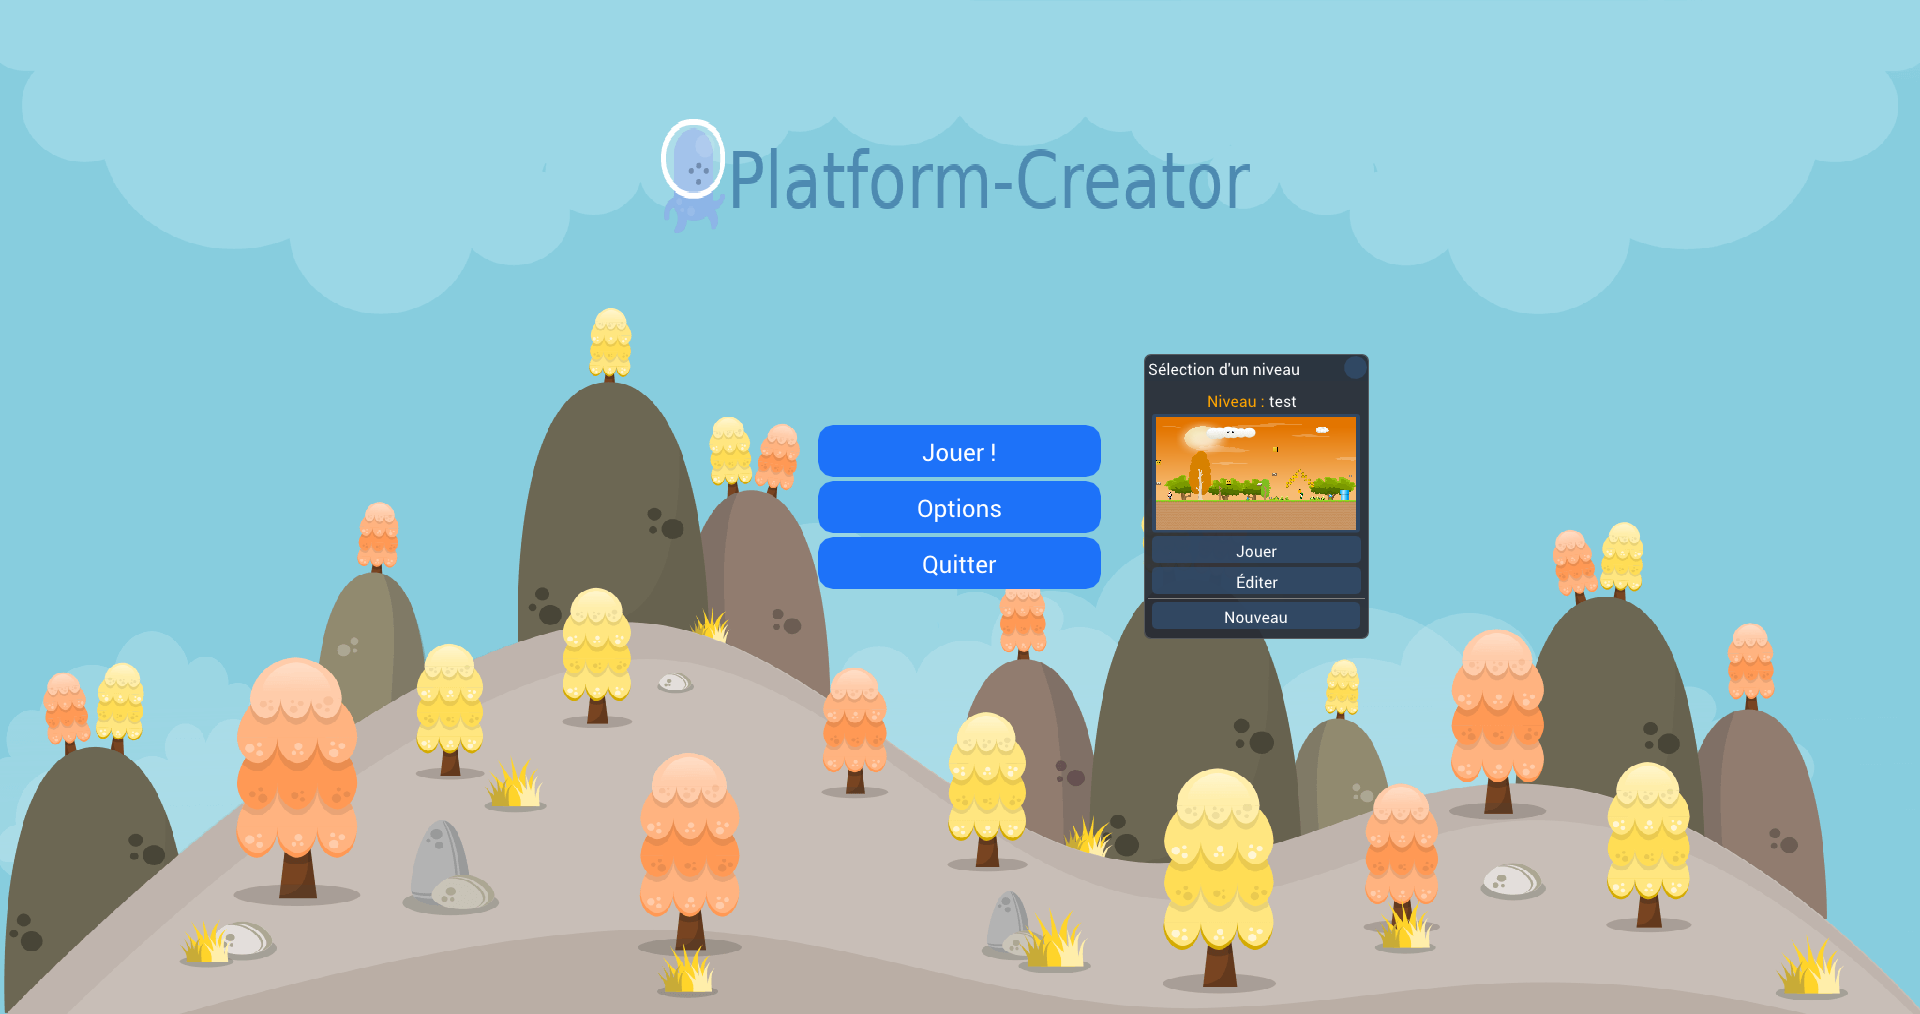 Platform-Creator
Jouer !
Options
Quitter
Sélection d'un niveau
Niveau : test
Jouer
Éditer
Nouveau